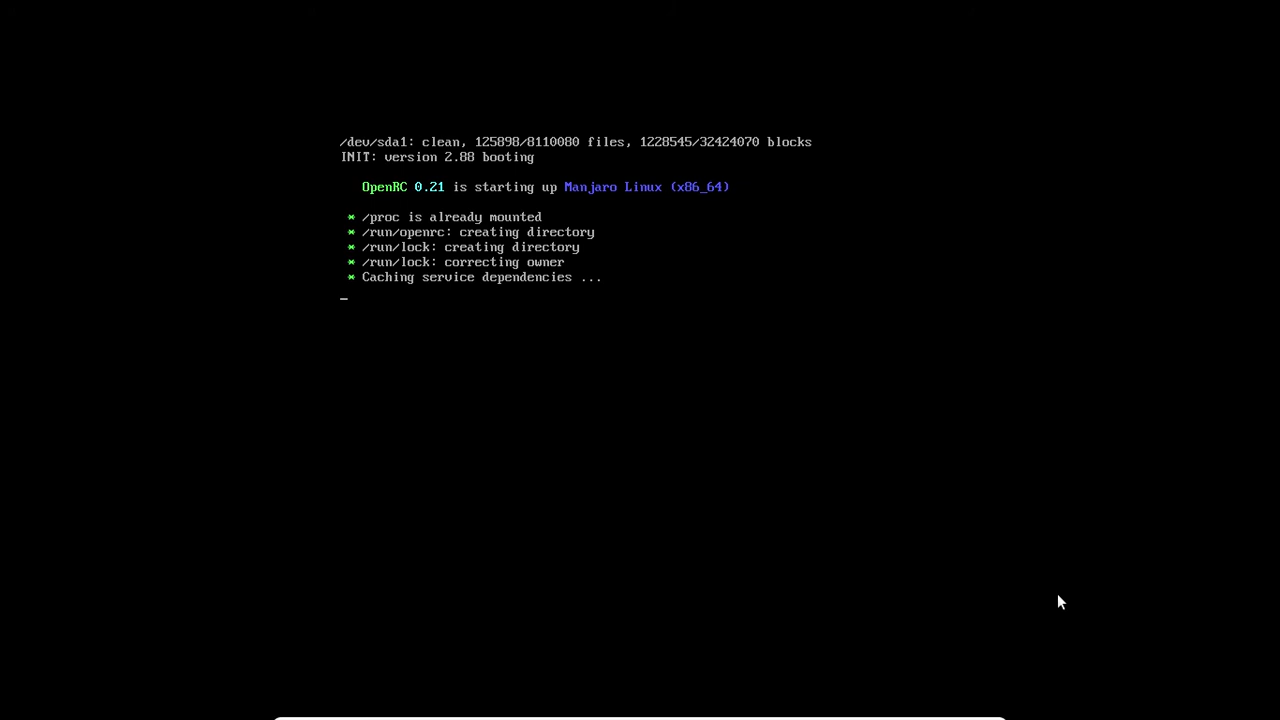 /dev/sda1: clean, 125898/8110080 files, 1228545/32424070 blocks
INIT: version 2.88 booting
OpenRC 0.21 is starting up Manjaro Linux (x86_64)
* /proc is already mounted
* /run/openrc: creating directory
* /run/lock: creating directory
* /run/lock: correcting owner
* Caching service dependencies ...
_